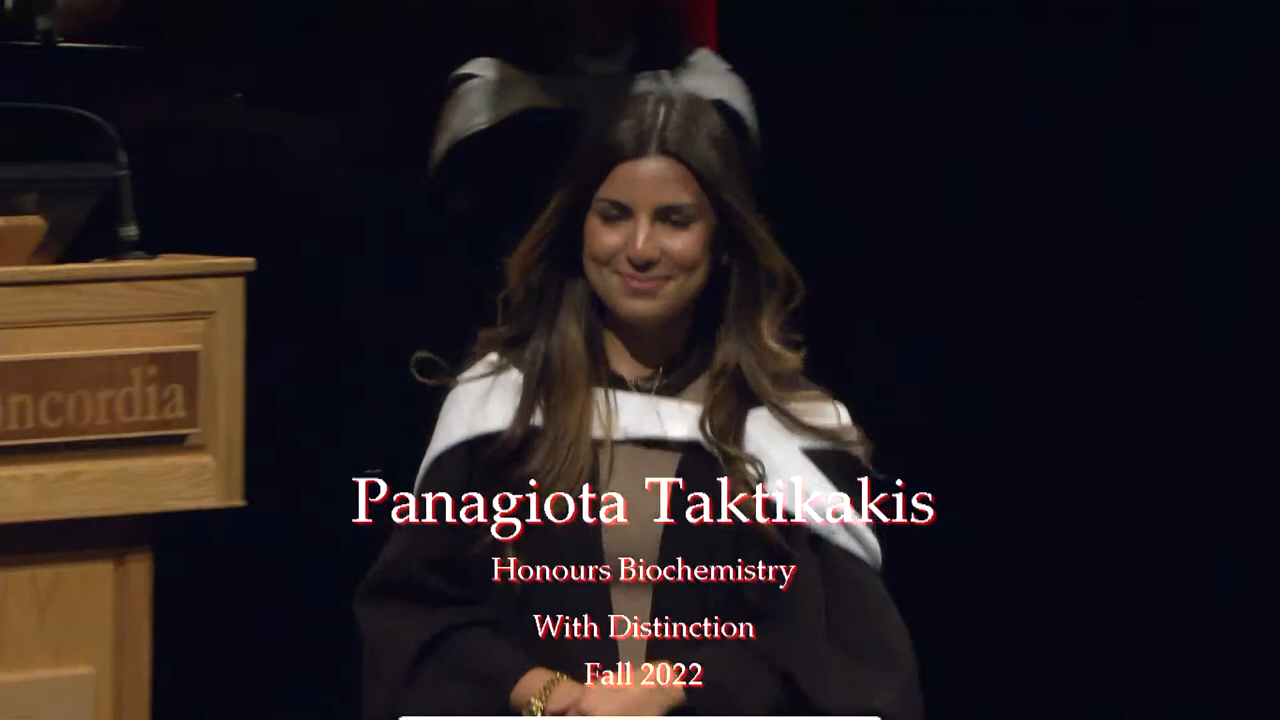 oncordia
Panagiota Taktikakis
Honours Biochemistry
With Distinction
Fall 2022